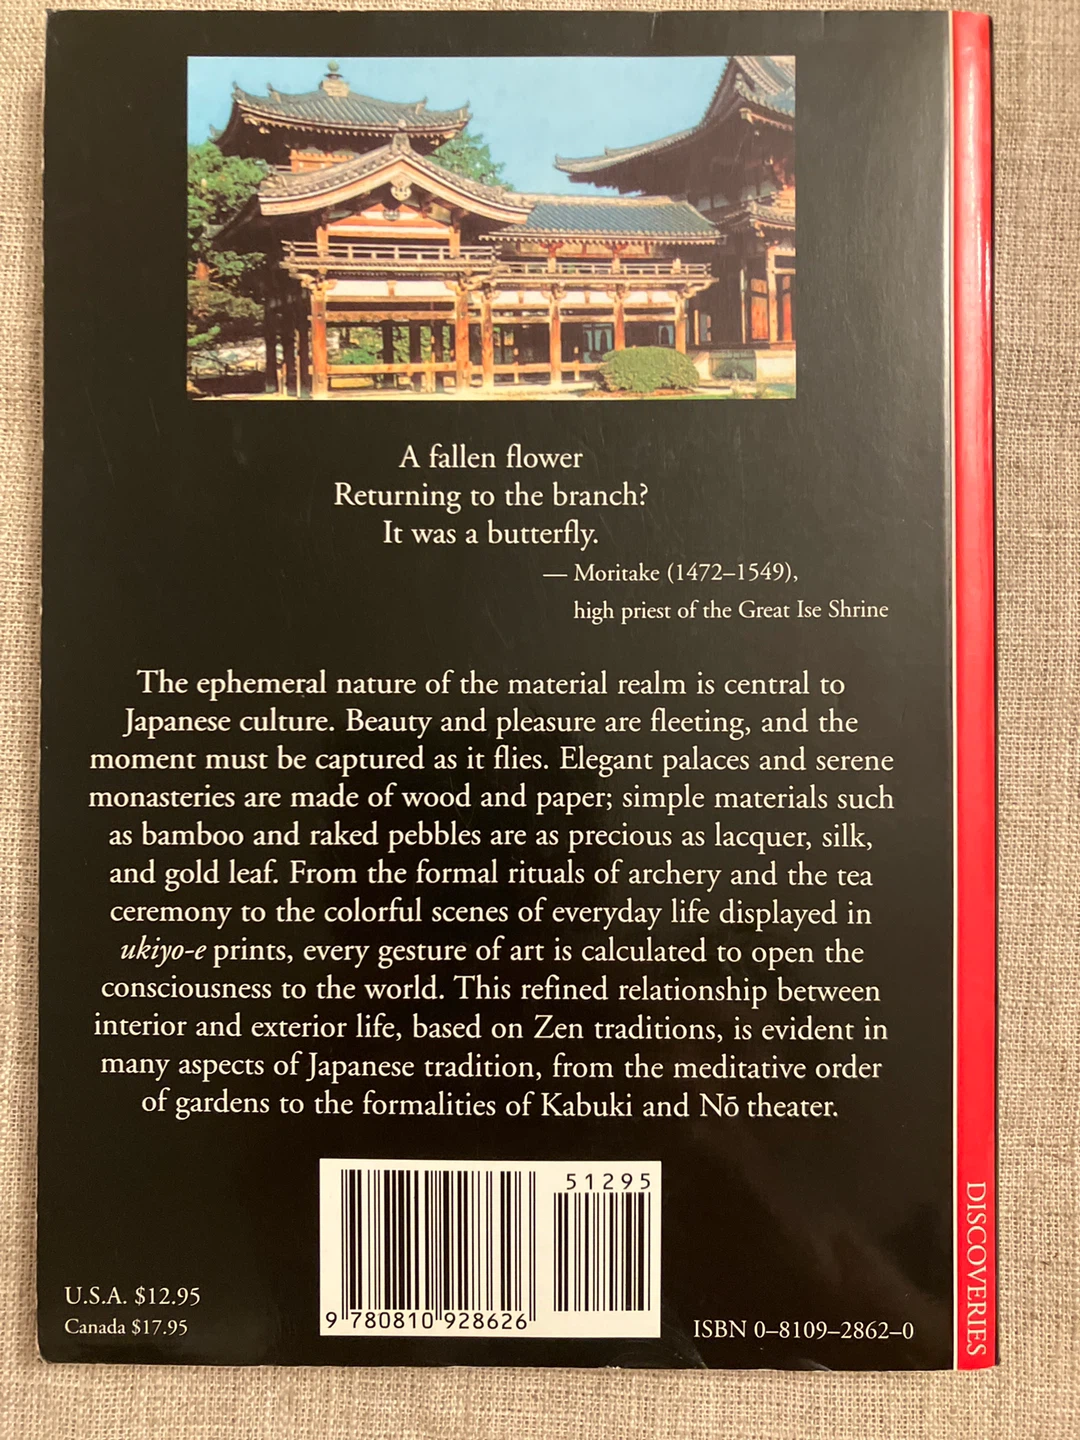 A fallen flower
Returning to the branch?
It was a butterfly.
— Moritake (1472–1549),
high priest of the Great Ise Shrine
The ephemeral nature of the material realm is central to
Japanese culture. Beauty and pleasure are fleeting, and the
moment must be captured as it flies. Elegant palaces and serene
monasteries are made of wood and paper; simple materials such
as bamboo and raked pebbles are as precious as lacquer, silk,
and gold leaf. From the formal rituals of archery and the tea
ceremony to the colorful scenes of everyday life displayed in
ukiyo-e prints, every gesture of art is calculated to open the
consciousness to the world. This refined relationship between
interior and exterior life, based on Zen traditions, is evident in
many aspects of Japanese tradition, from the meditative order
of gardens to the formalities of Kabuki and Nō theater.
51295
9 780810 928626
U.S.A. $12.95
Canada $17.95
ISBN 0–8109–2862–0
DISCOVERIES